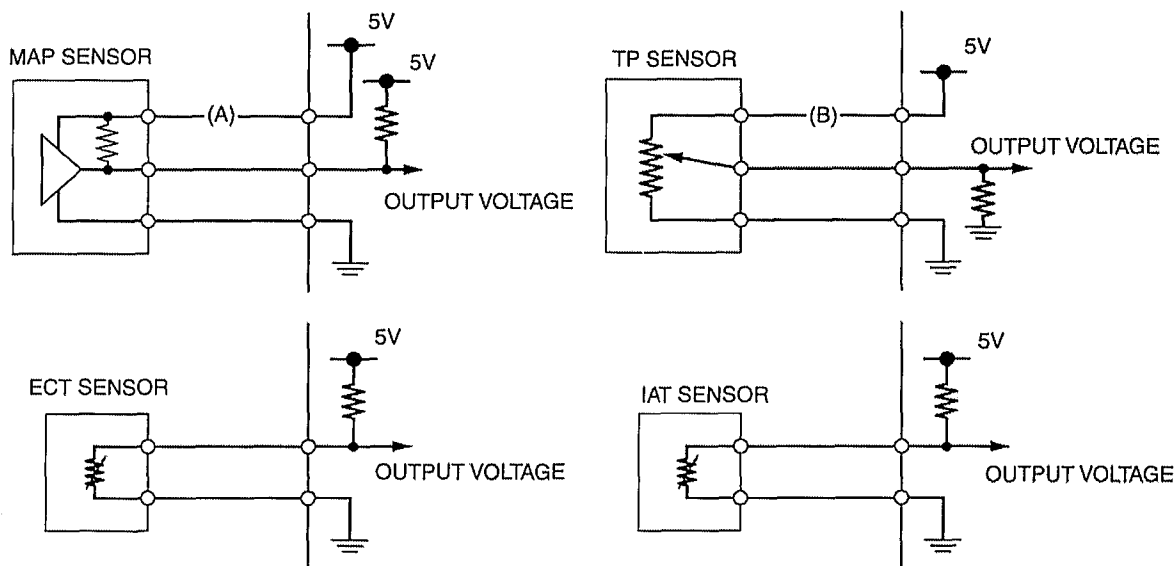 MAP SENSOR
(A)
5V
5V
OUTPUT VOLTAGE
TP SENSOR
(B)
5V
OUTPUT VOLTAGE
ECT SENSOR
5V
OUTPUT VOLTAGE
IAT SENSOR
5V
OUTPUT VOLTAGE